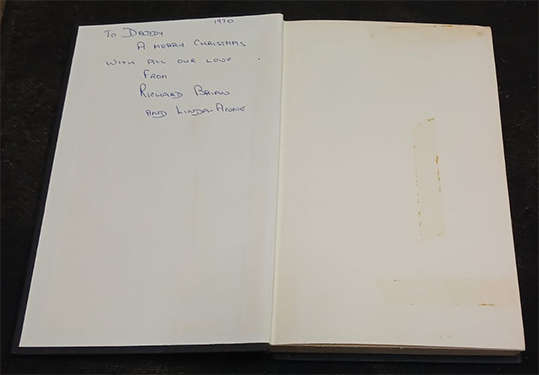 1970
To Daddy
A merry Christmas
with all our love
From
Richard Brian
and Linda-Anne